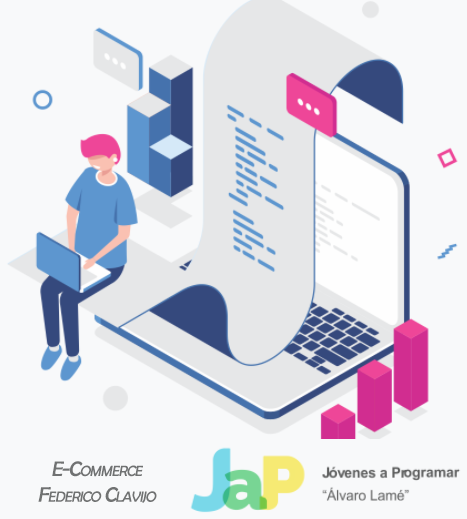 E-Commerce
Federico Clavijo
JaP
Jóvenes a Programar
“Álvaro Lamé”